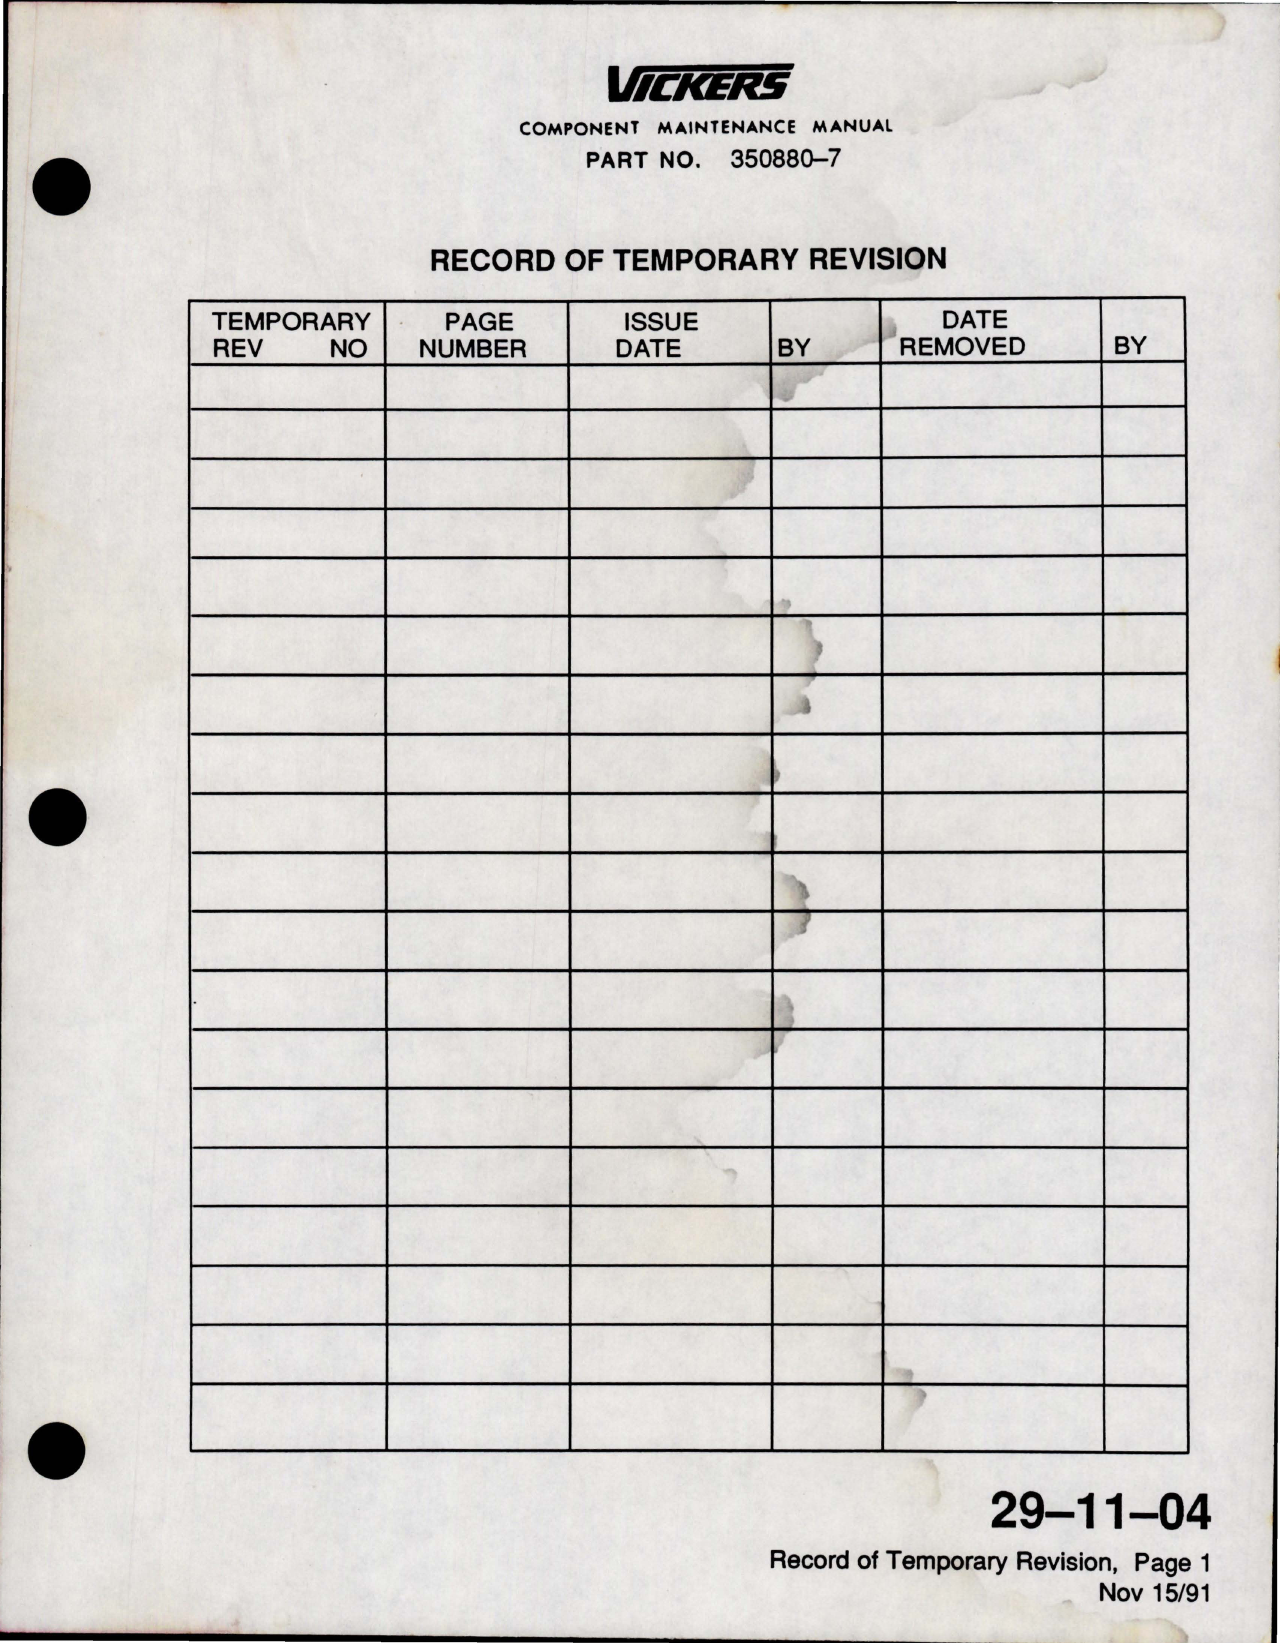 VICKERS
COMPONENT MAINTENANCE MANUAL
PART NO. 350880–7
RECORD OF TEMPORARY REVISION
TEMPORARY REV NO
PAGE NUMBER
ISSUE DATE
BY
DATE REMOVED
BY
29–11–04
Record of Temporary Revision, Page 1
Nov 15/91